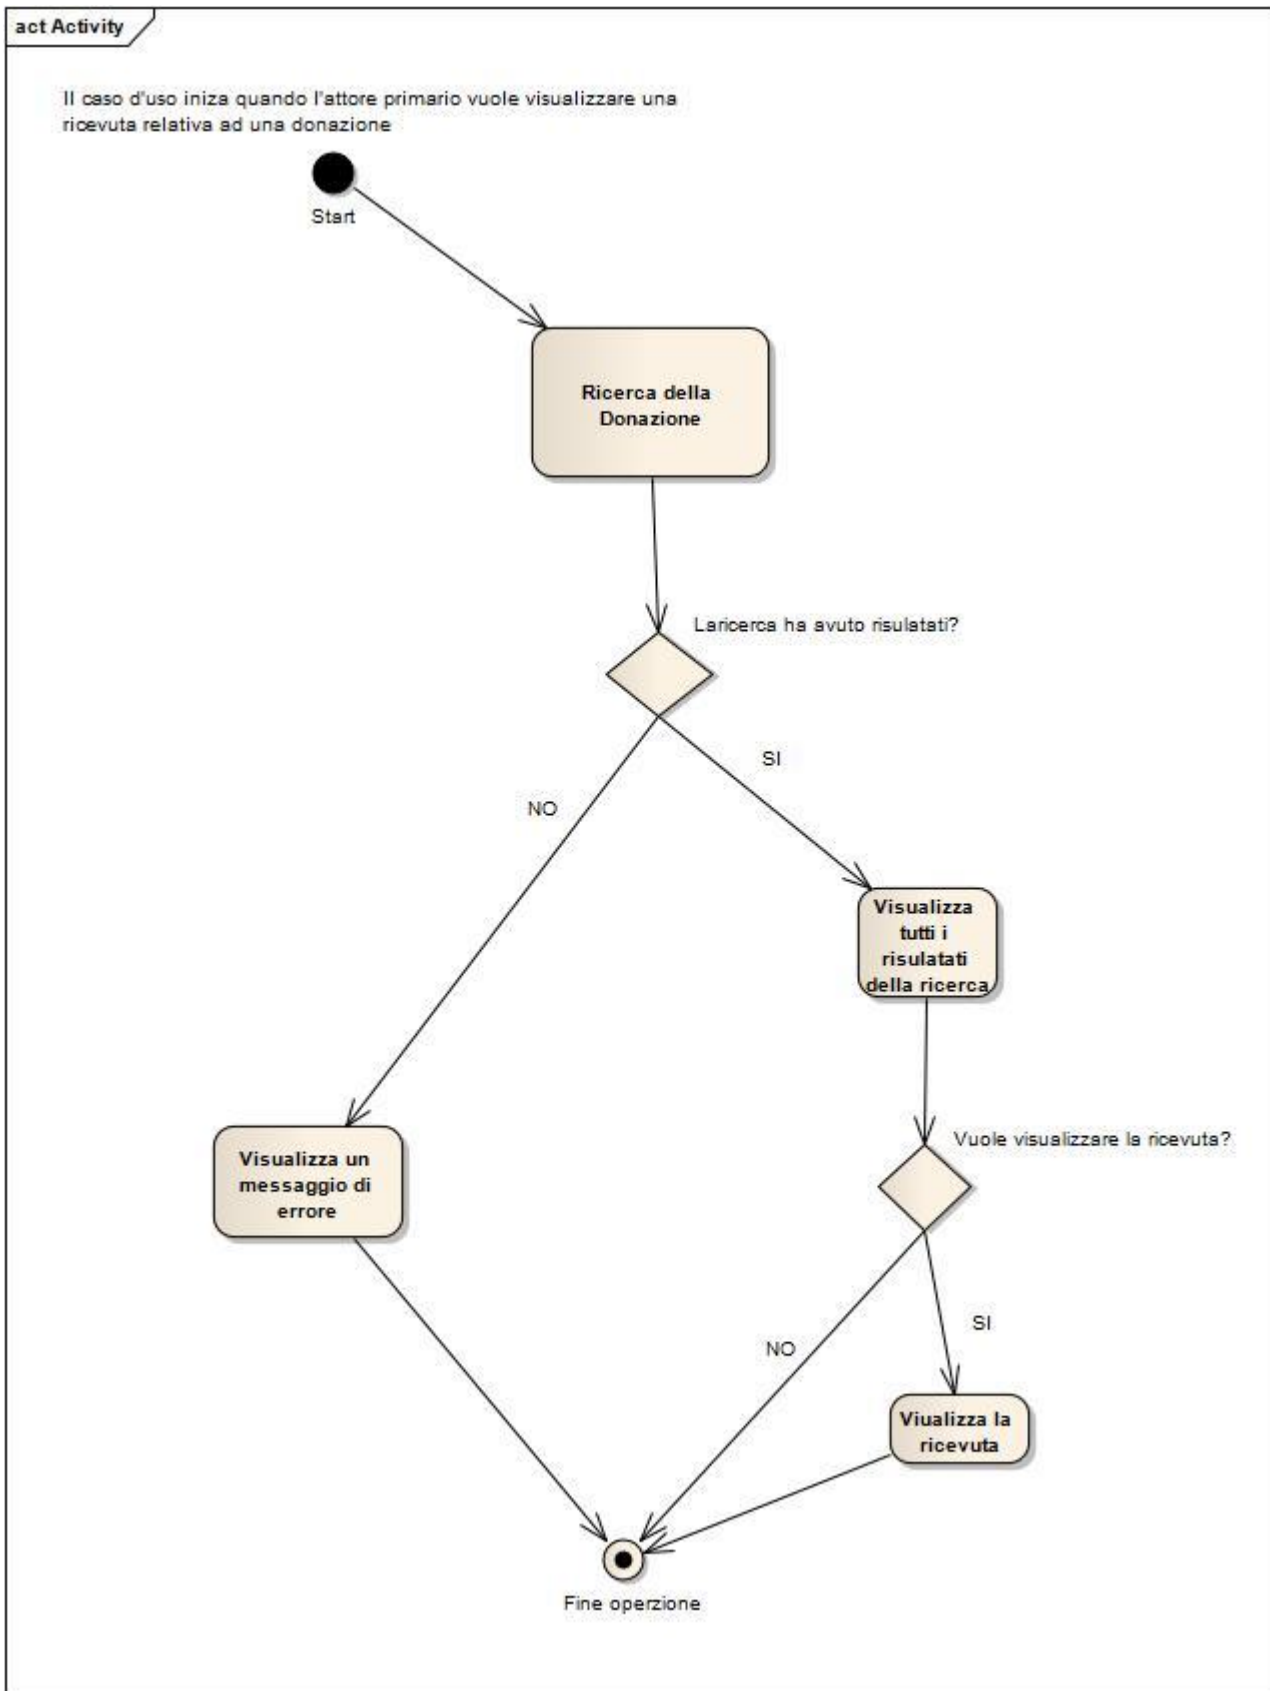 act Activity
Il caso d'uso iniza quando l'attore primario vuole visualizzare una
ricevuta relativa ad una donazione
Start
Ricerca della
Donazione
Laricerca ha avuto risulatati?
SI
NO
Visualizza
tutti i
risulatati
della ricerca
Visualizza un
messaggio di
errore
Vuole visualizzare la ricevuta?
SI
NO
Viualizza la
ricevuta
Fine operzione